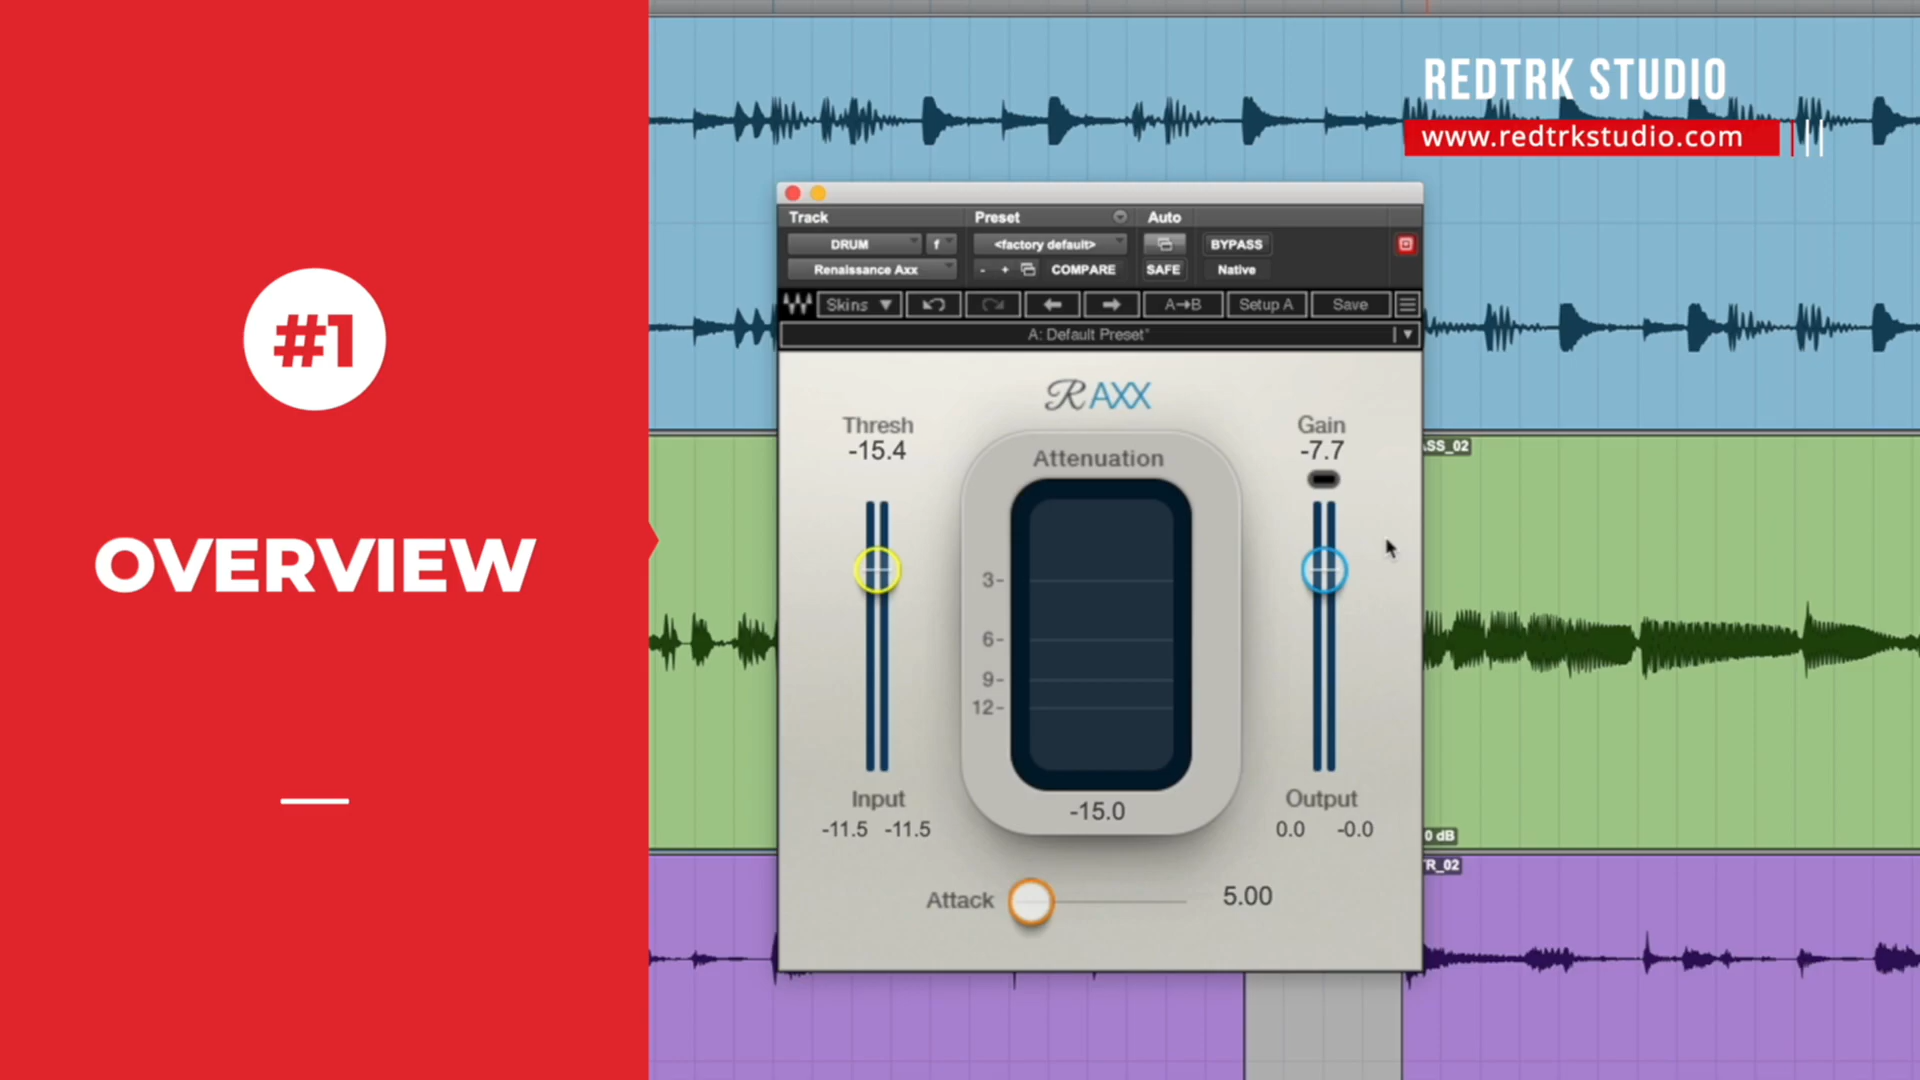 #1
OVERVIEW
REDTRK STUDIO
www.redtrkstudio.com
Track
Preset
Auto
DRUM
f
<factory default>
BYPASS
Renaissance Axx
- +
COMPARE
SAFE
Native
Skins
A→B
Setup A
Save
A: Default Preset*
R AXX
Thresh
-15.4
Attenuation
Gain
-7.7
3-
6-
9-
12-
-15.0
Input
-11.5 -11.5
Output
0.0 -0.0
Attack
5.00
SS_02
0 dB
R_02